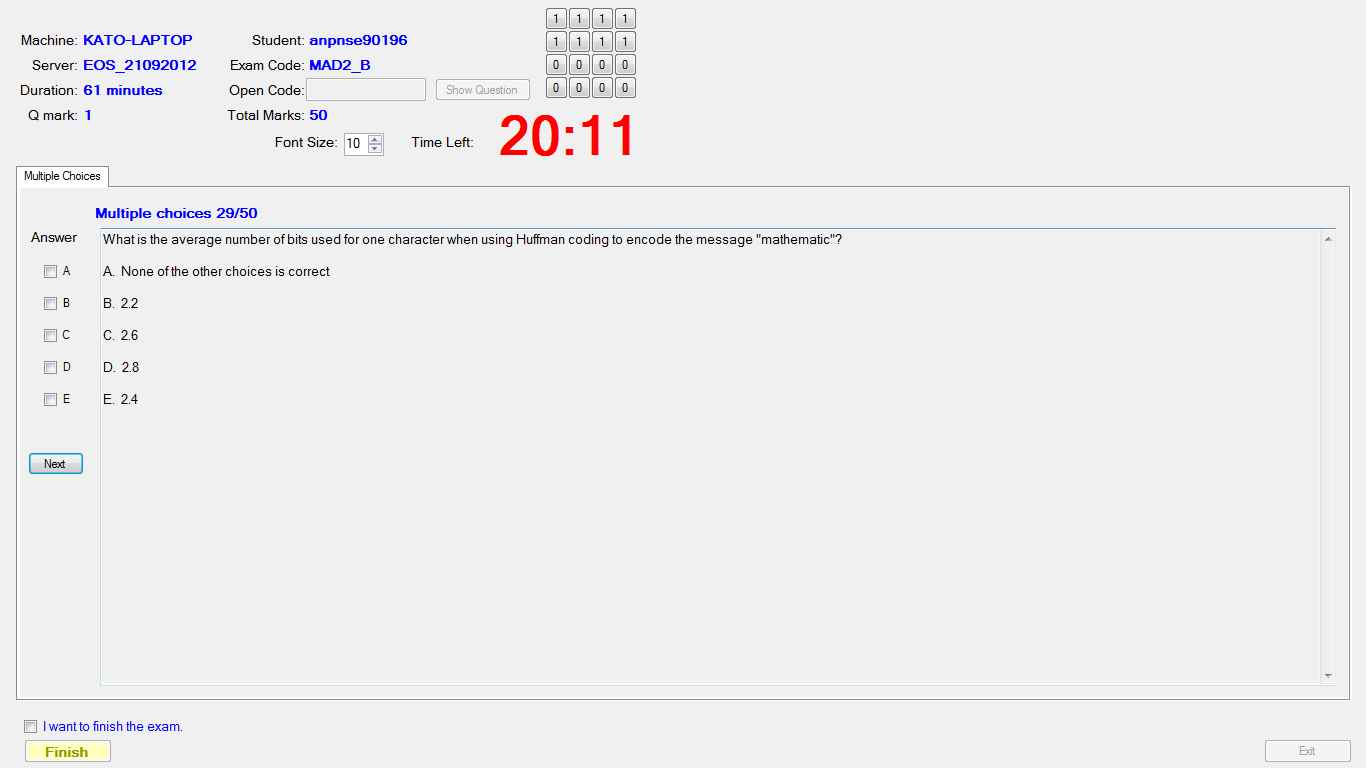 1 1 1 1
Machine: KATO-LAPTOP Student: anpnse90196 1 1 1 1
Server: EOS_21092012 Exam Code: MAD2_B 0 0 0 0
Duration: 61 minutes Open Code: Show Question 0 0 0 0
Q mark: 1 Total Marks: 50
Font Size: 10 Time Left: 20:11
Multiple Choices
Multiple choices 29/50
Answer What is the average number of bits used for one character when using Huffman coding to encode the message "mathematic"?
A A. None of the other choices is correct
B B. 2.2
C C. 2.6
D D. 2.8
E E. 2.4
Next
I want to finish the exam.
Finish Exit